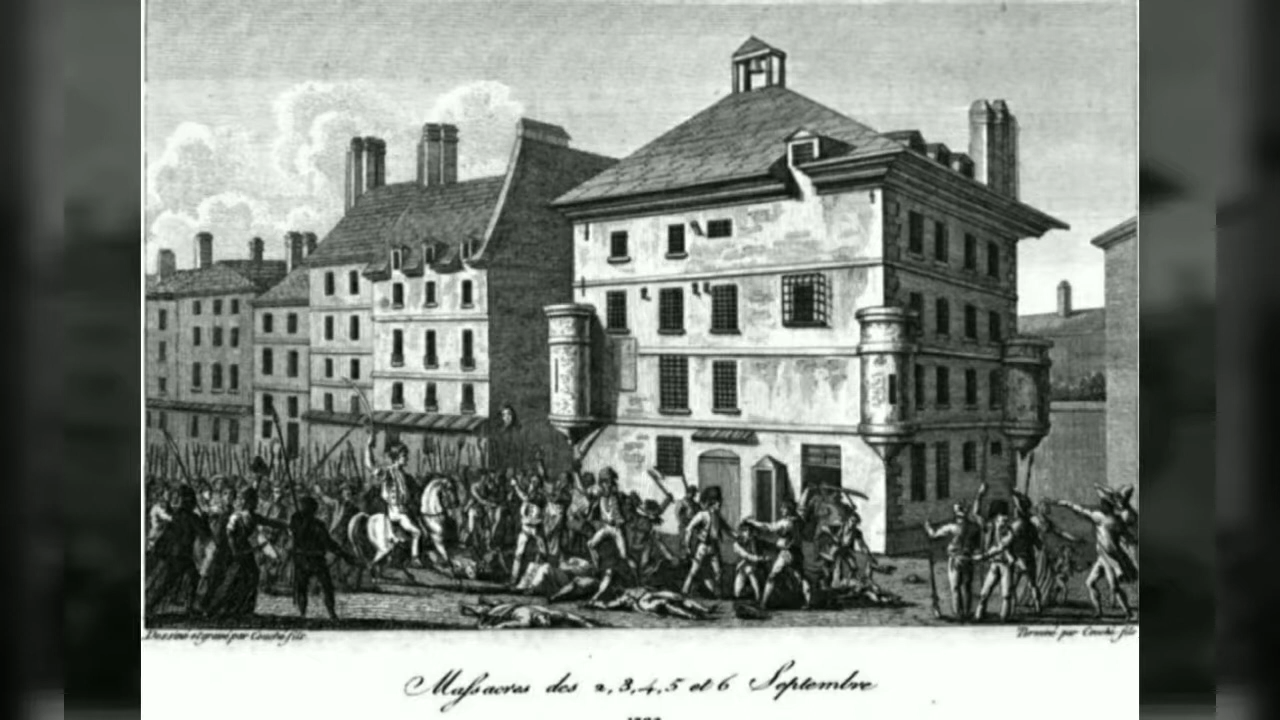 Dessiné et gravé par Couché fils
Terminé par Couché fils
Massacres des 2, 3, 4, 5 et 6 Septembre